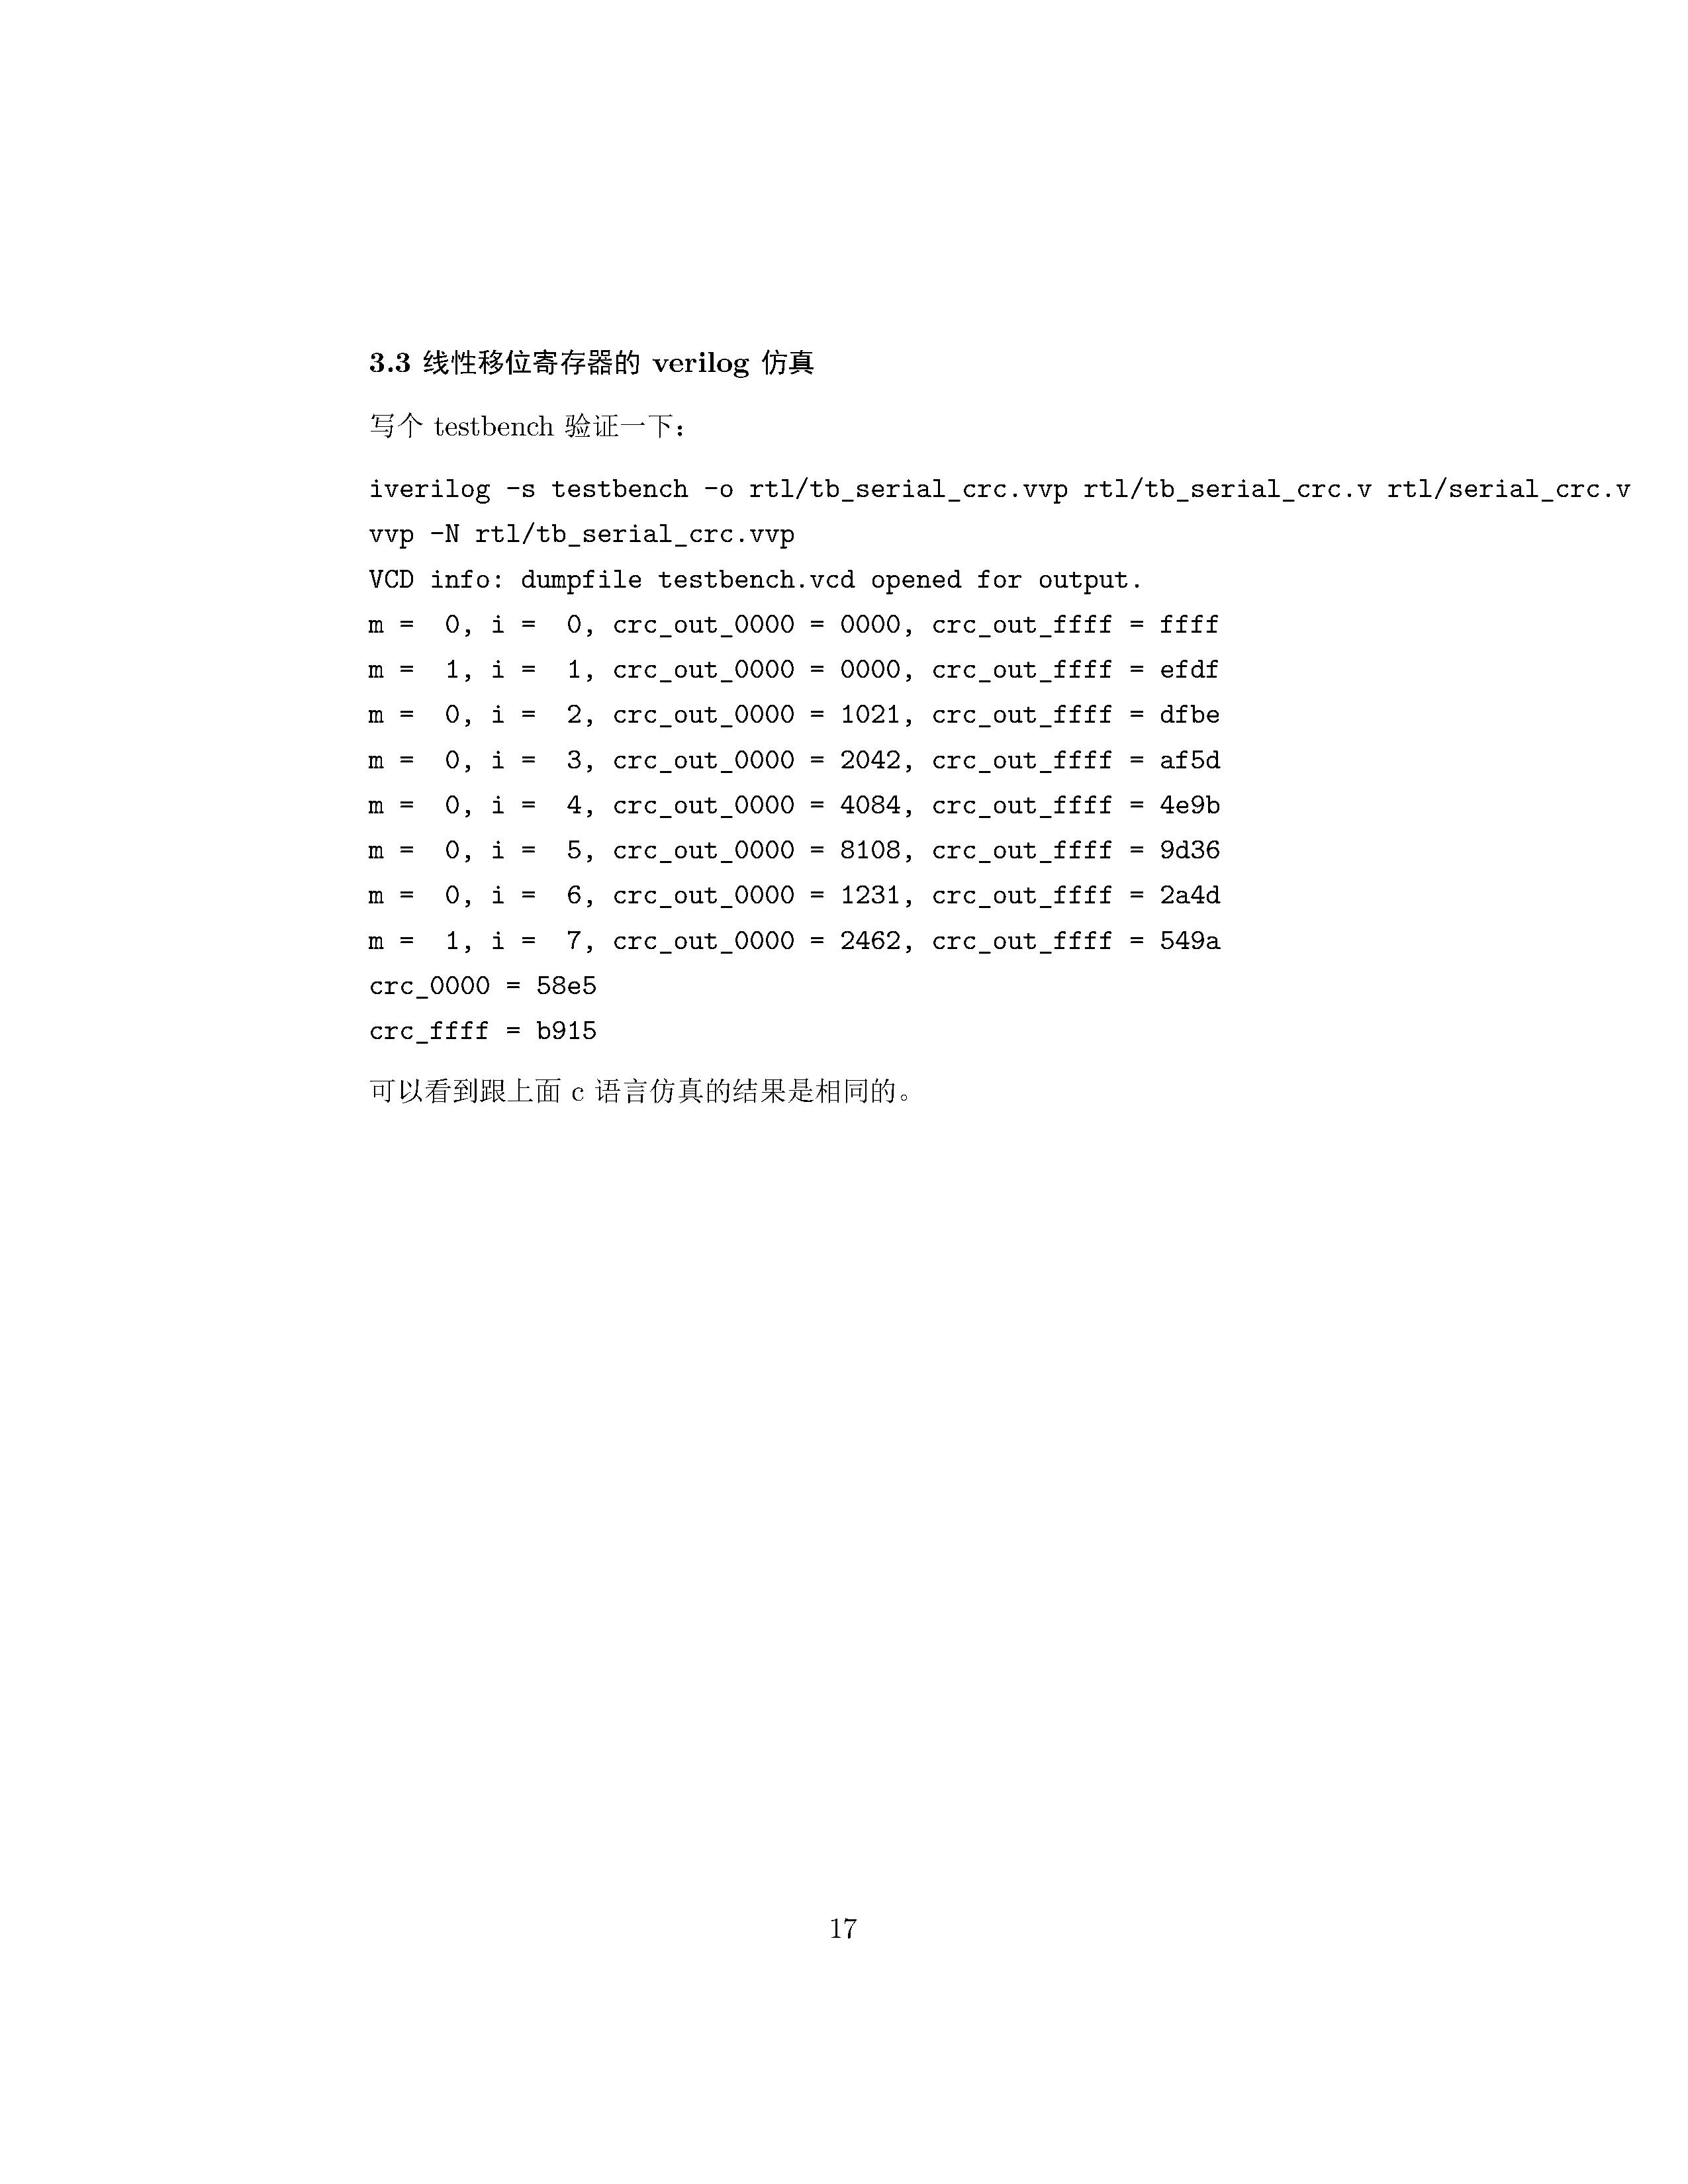 3.3 线性移位寄存器的 verilog 仿真
写个 testbench 验证一下：
iverilog -s testbench -o rtl/tb_serial_crc.vvp rtl/tb_serial_crc.v rtl/serial_crc.v
vvp -N rtl/tb_serial_crc.vvp
VCD info: dumpfile testbench.vcd opened for output.
m =  0, i =  0, crc_out_0000 = 0000, crc_out_ffff = ffff
m =  1, i =  1, crc_out_0000 = 0000, crc_out_ffff = efdf
m =  0, i =  2, crc_out_0000 = 1021, crc_out_ffff = dfbe
m =  0, i =  3, crc_out_0000 = 2042, crc_out_ffff = af5d
m =  0, i =  4, crc_out_0000 = 4084, crc_out_ffff = 4e9b
m =  0, i =  5, crc_out_0000 = 8108, crc_out_ffff = 9d36
m =  0, i =  6, crc_out_0000 = 1231, crc_out_ffff = 2a4d
m =  1, i =  7, crc_out_0000 = 2462, crc_out_ffff = 549a
crc_0000 = 58e5
crc_ffff = b915
可以看到跟上面 c 语言仿真的结果是相同的。
17